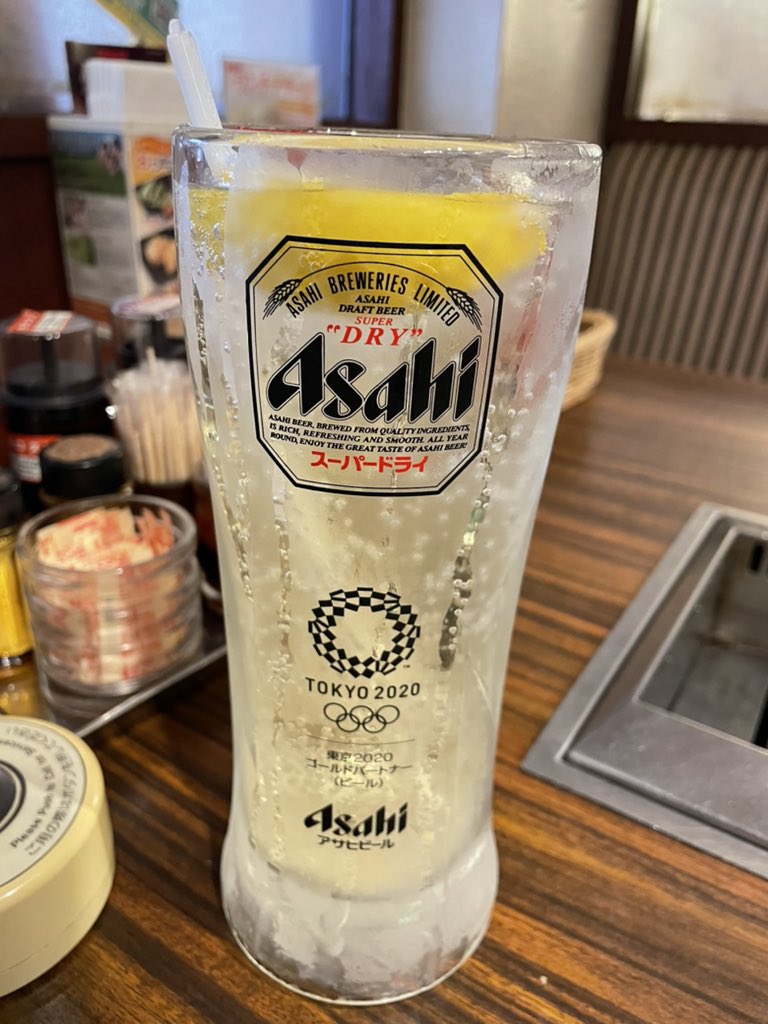 ASAHI BREWERIES LIMITED
ASAHI
DRAFT BEER
SUPER
"DRY"
Asahi
ASAHI BEER, BREWED FROM QUALITY INGREDIENTS,
IS RICH, REFRESHING AND SMOOTH. ALL YEAR
ROUND, ENJOY THE GREAT TASTE OF ASAHI BEER!
スーパードライ
TM
TOKYO 2020
東京2020
ゴールドパートナー
(ビール)
Asahi
アサヒビール
Please Push